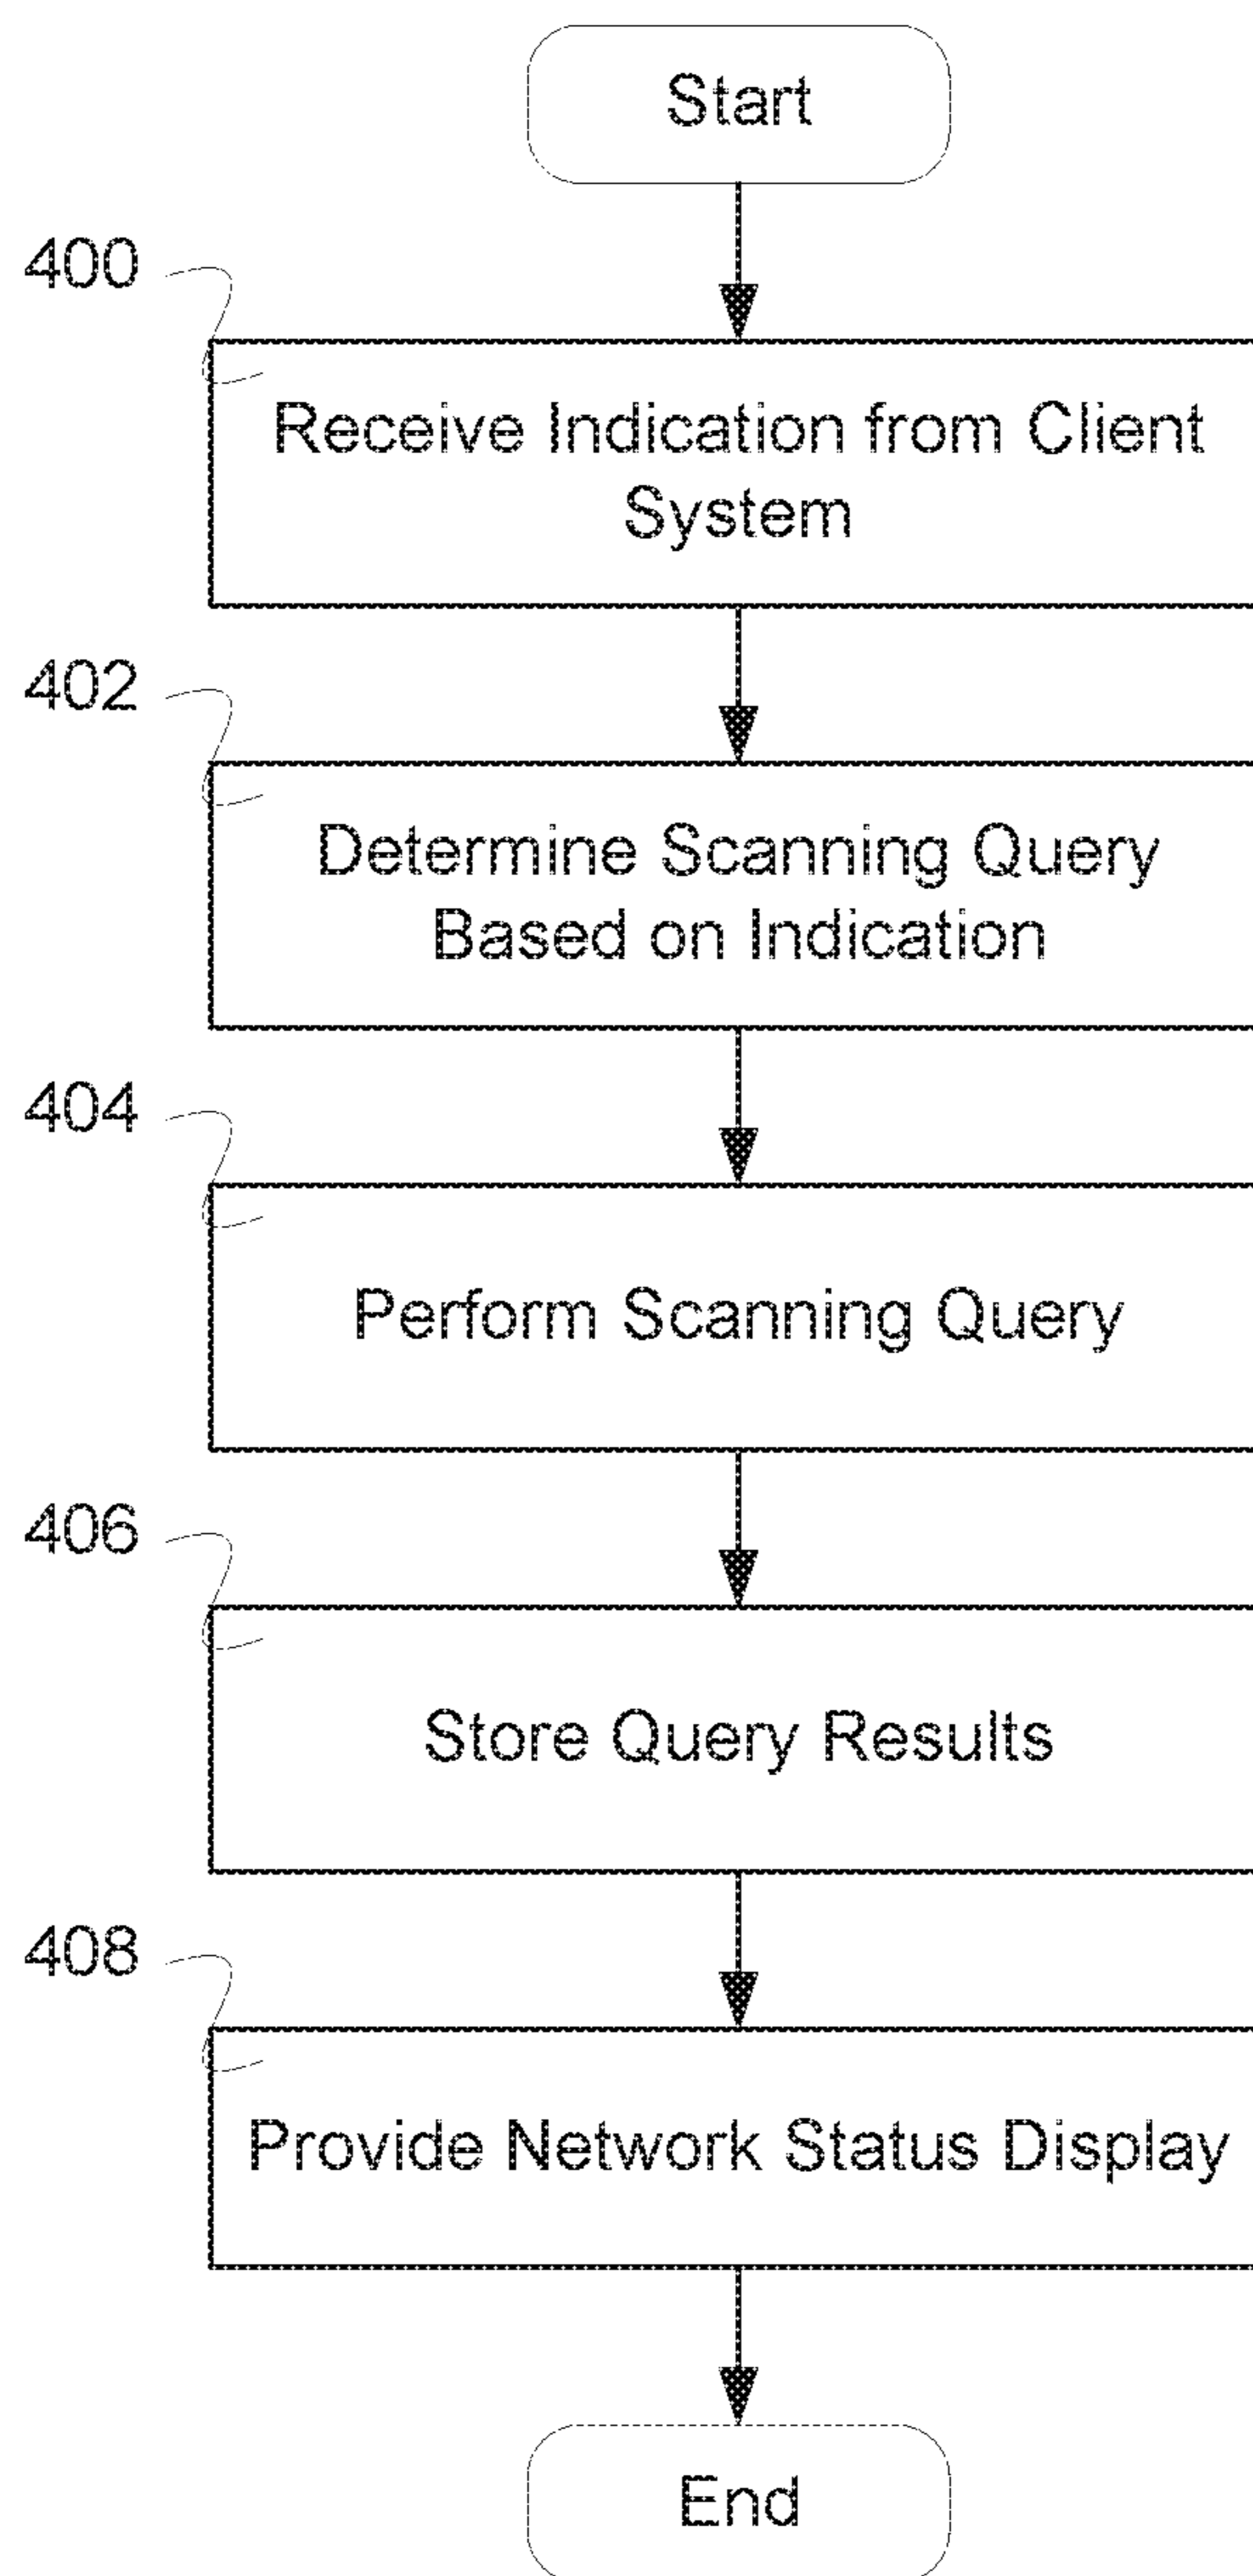 Start
400
Receive Indication from Client
System
402
Determine Scanning Query
Based on Indication
404
Perform Scanning Query
406
Store Query Results
408
Provide Network Status Display
End